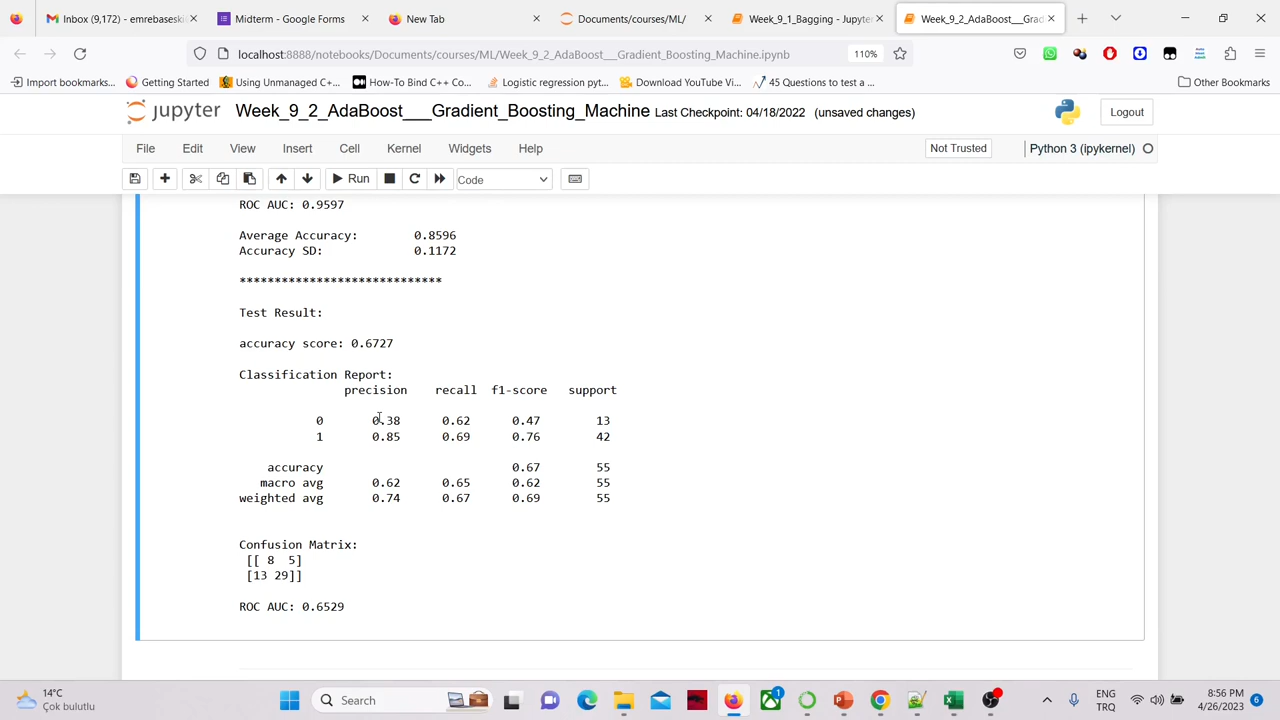 Inbox (9,172) - emrebaseski
Midterm - Google Forms
New Tab
Documents/courses/ML/
Week_9_1_Bagging - Jupyter
Week_9_2_AdaBoost___Grad
localhost:8888/notebooks/Documents/courses/ML/Week_9_2_AdaBoost___Gradient_Boosting_Machine.ipynb
110%
Import bookmarks...
Getting Started
Using Unmanaged C++...
How-To Bind C++ Co...
Logistic regression pyt...
Download YouTube Vi...
45 Questions to test a ...
Other Bookmarks
jupyter Week_9_2_AdaBoost___Gradient_Boosting_Machine Last Checkpoint: 04/18/2022 (unsaved changes)
Logout
File Edit View Insert Cell Kernel Widgets Help
Not Trusted
Python 3 (ipykernel)
Run
Code
ROC AUC: 0.9597
Average Accuracy: 0.8596
Accuracy SD: 0.1172
*****************************
Test Result:
accuracy score: 0.6727
Classification Report:
precision recall f1-score support
0 0.38 0.62 0.47 13
1 0.85 0.69 0.76 42
accuracy 0.67 55
macro avg 0.62 0.65 0.62 55
weighted avg 0.74 0.67 0.69 55
Confusion Matrix:
[[ 8 5]
[13 29]]
ROC AUC: 0.6529
14°C
Çok bulutlu
Search
1
ENG
TRQ
8:56 PM
4/26/2023
6